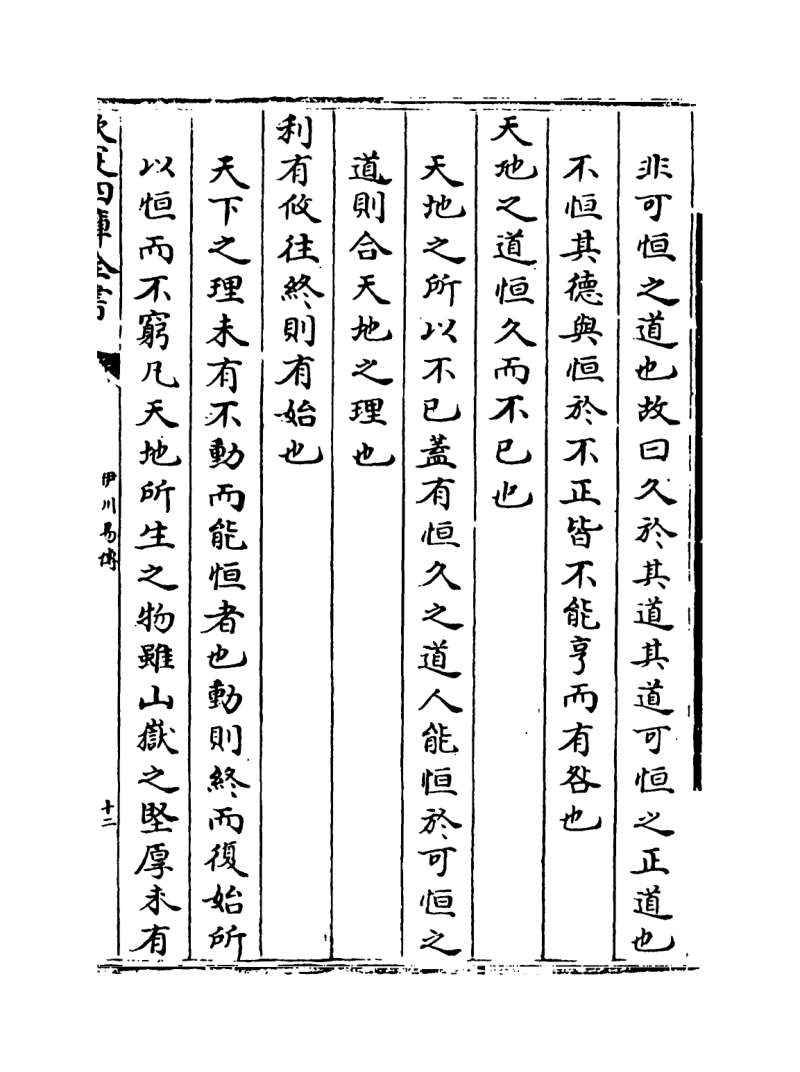 非可恒之道也故曰久於其道其道可恒之正道也
不恒其德與恒於不正皆不能亨而有咎也
天地之道恒久而不已也
天地之所以不已蓋有恒久之道人能恒於可恒之
道則合天地之理也
利有攸往終則有始也
天下之理未有不動而能恒者也動則終而復始所
以恒而不窮凡天地所生之物雖山嶽之堅厚未有
欽定四庫全書
伊川易傳
十二